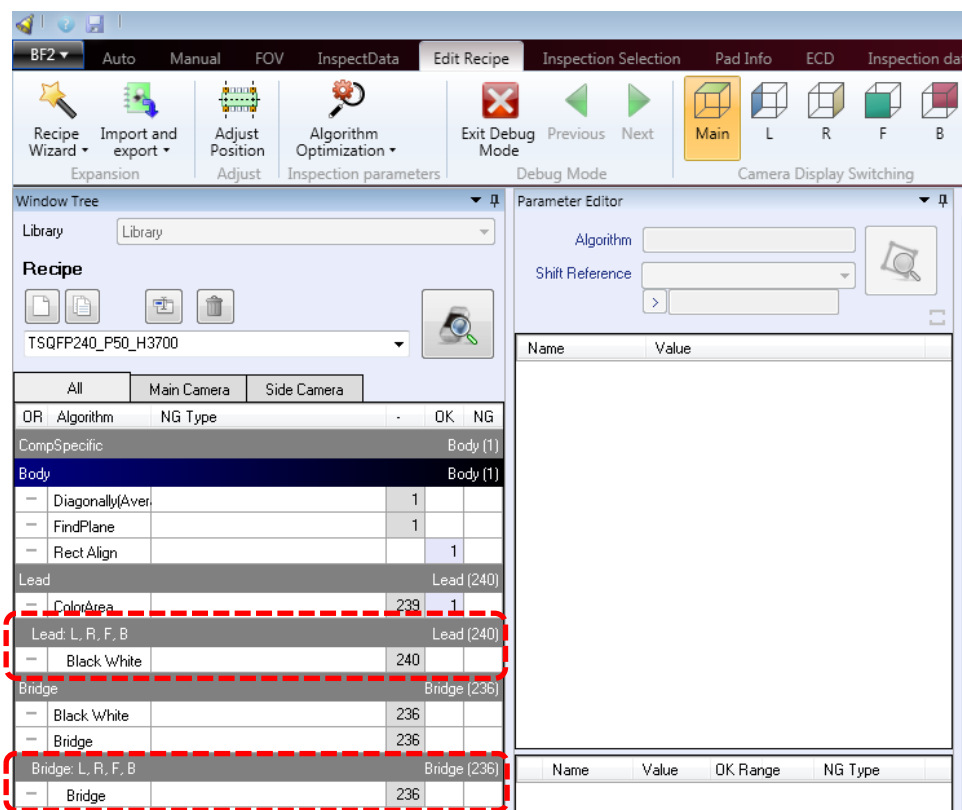 BF2 Auto Manual FOV InspectData Edit Recipe Inspection Selection Pad Info ECD Inspection da
Recipe Wizard Import and export Adjust Position Algorithm Optimization Exit Debug Mode Previous Next Main L R F B
Expansion Adjust Inspection parameters Debug Mode Camera Display Switching
Window Tree
Library Library
Recipe
TSQFP240_P50_H3700
All Main Camera Side Camera
OR Algorithm NG Type - OK NG
CompSpecific Body (1)
Body Body (1)
Diagonally(Aver
1
FindPlane 1
Rect Align 1
Lead Lead (240)
ColorArea 239 1
Lead: L, R, F, B Lead (240)
Black White 240
Bridge Bridge (236)
Black White 236
Bridge 236
Bridge: L, R, F, B Bridge (236)
Bridge 236
Parameter Editor
Algorithm
Shift Reference
>
Name Value
Name Value OK Range NG Type